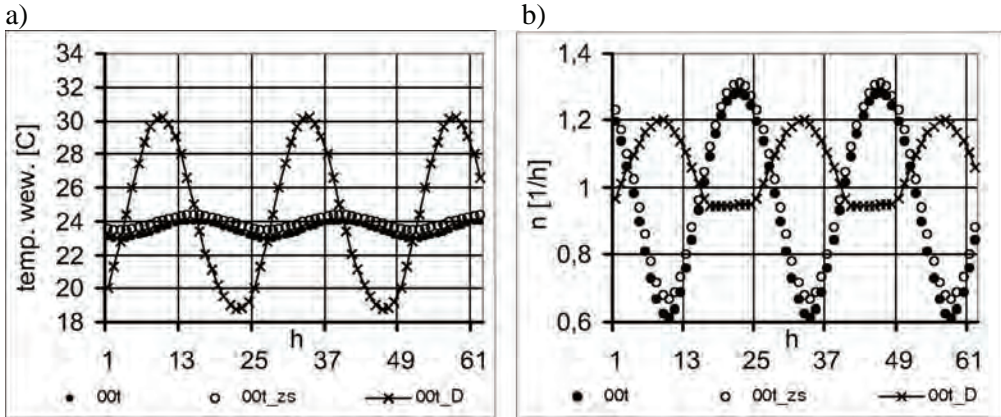 a)
34
32
30
28
26
24
22
20
18
temp. wew. [C]
1 13 25 37 49 61
h
00t 00t_zs 00t_D
b)
1,4
1,2
1
0,8
0,6
n [1/h]
1 13 25 37 49 61
h
00t 00t_zs 00t_D